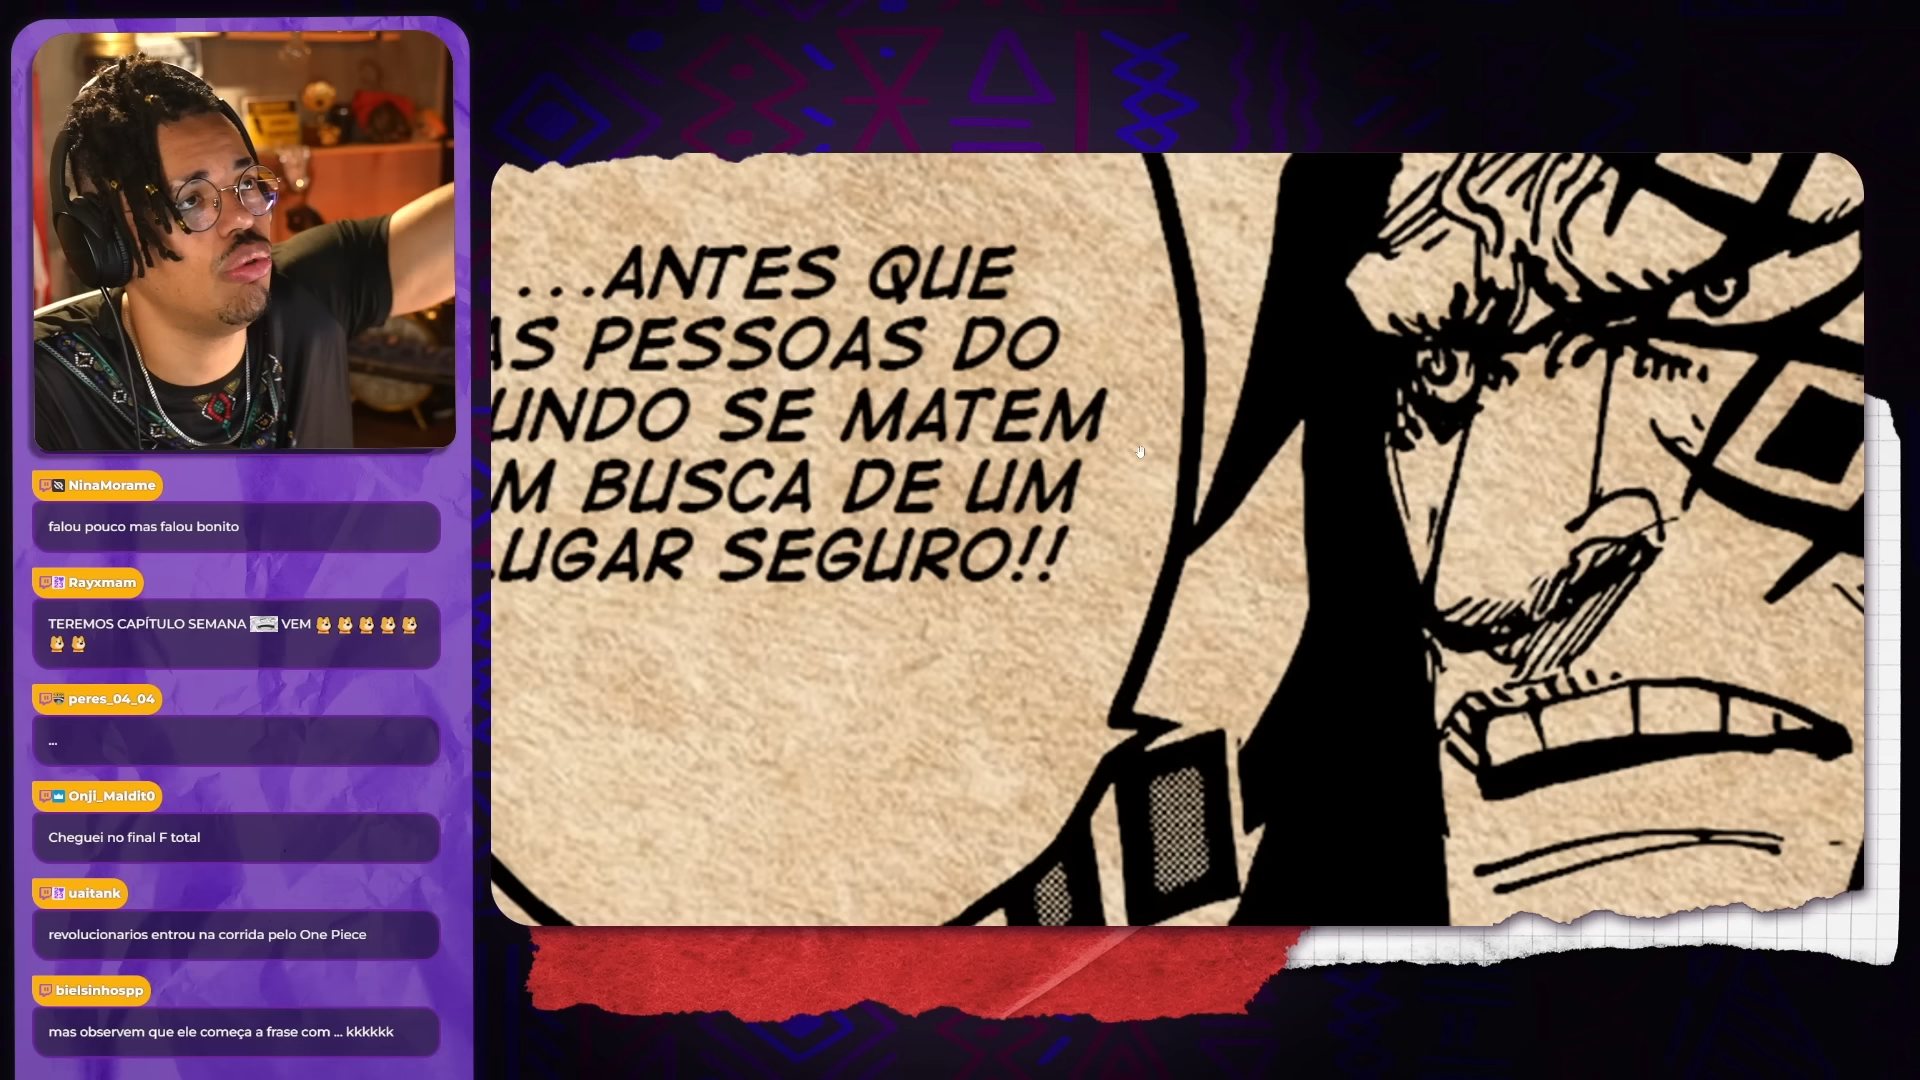 NinaMorame
falou pouco mas falou bonito
Rayxmam
TEREMOS CAPÍTULO SEMANA VEM
peres_04_04
...
Onji_Maldit0
Cheguei no final F total
uaitank
revolucionarios entrou na corrida pelo One Piece
bielsinhospp
mas observem que ele começa a frase com ... kkkkkk
...ANTES QUE
AS PESSOAS DO
UNDO SE MATEM
M BUSCA DE UM
LUGAR SEGURO!!